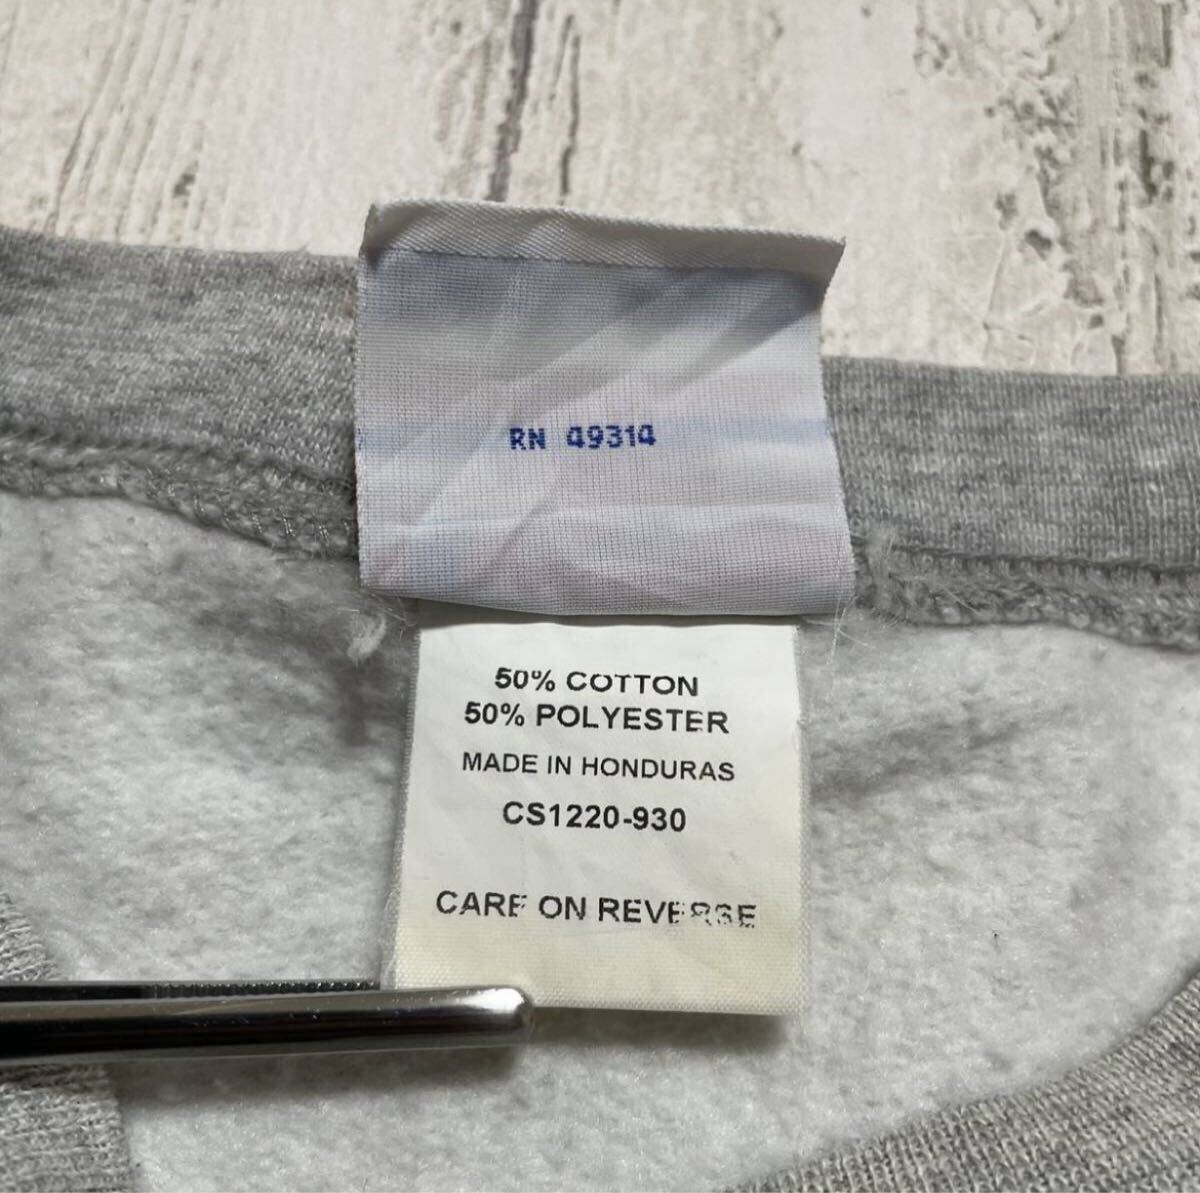 RN 49314
50% COTTON
50% POLYESTER
MADE IN HONDURAS
CS1220-930
CARE ON REVERSE